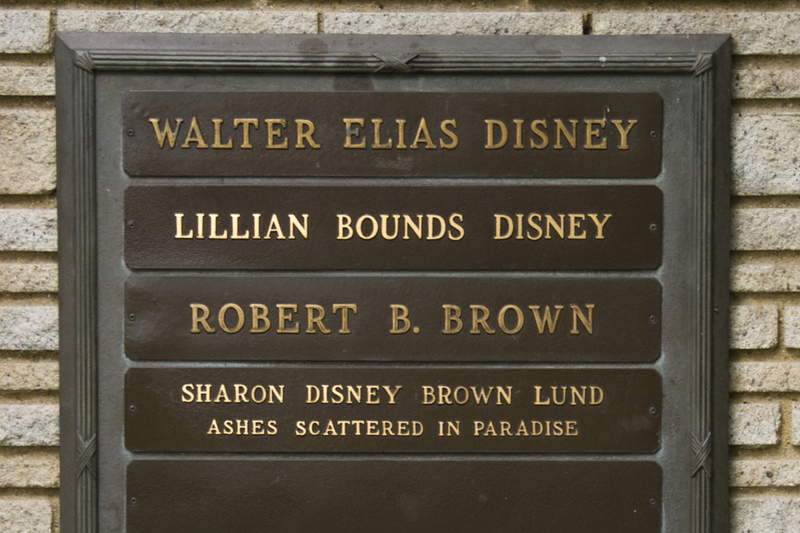 WALTER ELIAS DISNEY
LILLIAN BOUNDS DISNEY
ROBERT B. BROWN
SHARON DISNEY BROWN LUND
ASHES SCATTERED IN PARADISE